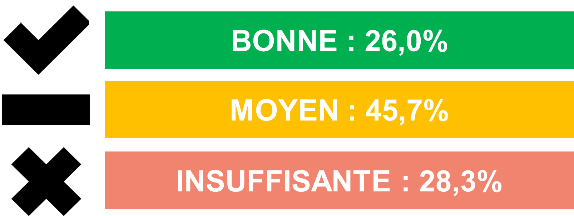 BONNE : 26,0%
MOYEN : 45,7%
INSUFFISANTE : 28,3%